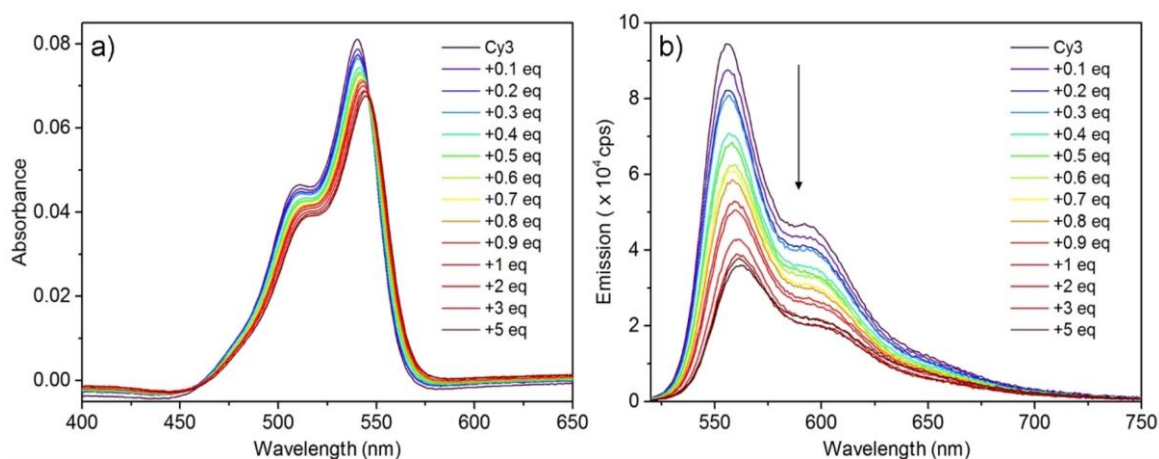 a)
Cy3
+0.1 eq
+0.2 eq
+0.3 eq
+0.4 eq
+0.5 eq
+0.6 eq
+0.7 eq
+0.8 eq
+0.9 eq
+1 eq
+2 eq
+3 eq
+5 eq
Absorbance
0.08
0.06
0.04
0.02
0.00
400 450 500 550 600 650
Wavelength (nm)
b)
Cy3
+0.1 eq
+0.2 eq
+0.3 eq
+0.4 eq
+0.5 eq
+0.6 eq
+0.7 eq
+0.8 eq
+0.9 eq
+1 eq
+2 eq
+3 eq
+5 eq
Emission ( x 10⁴ cps)
10
8
6
4
2
0
550 600 650 700 750
Wavelength (nm)